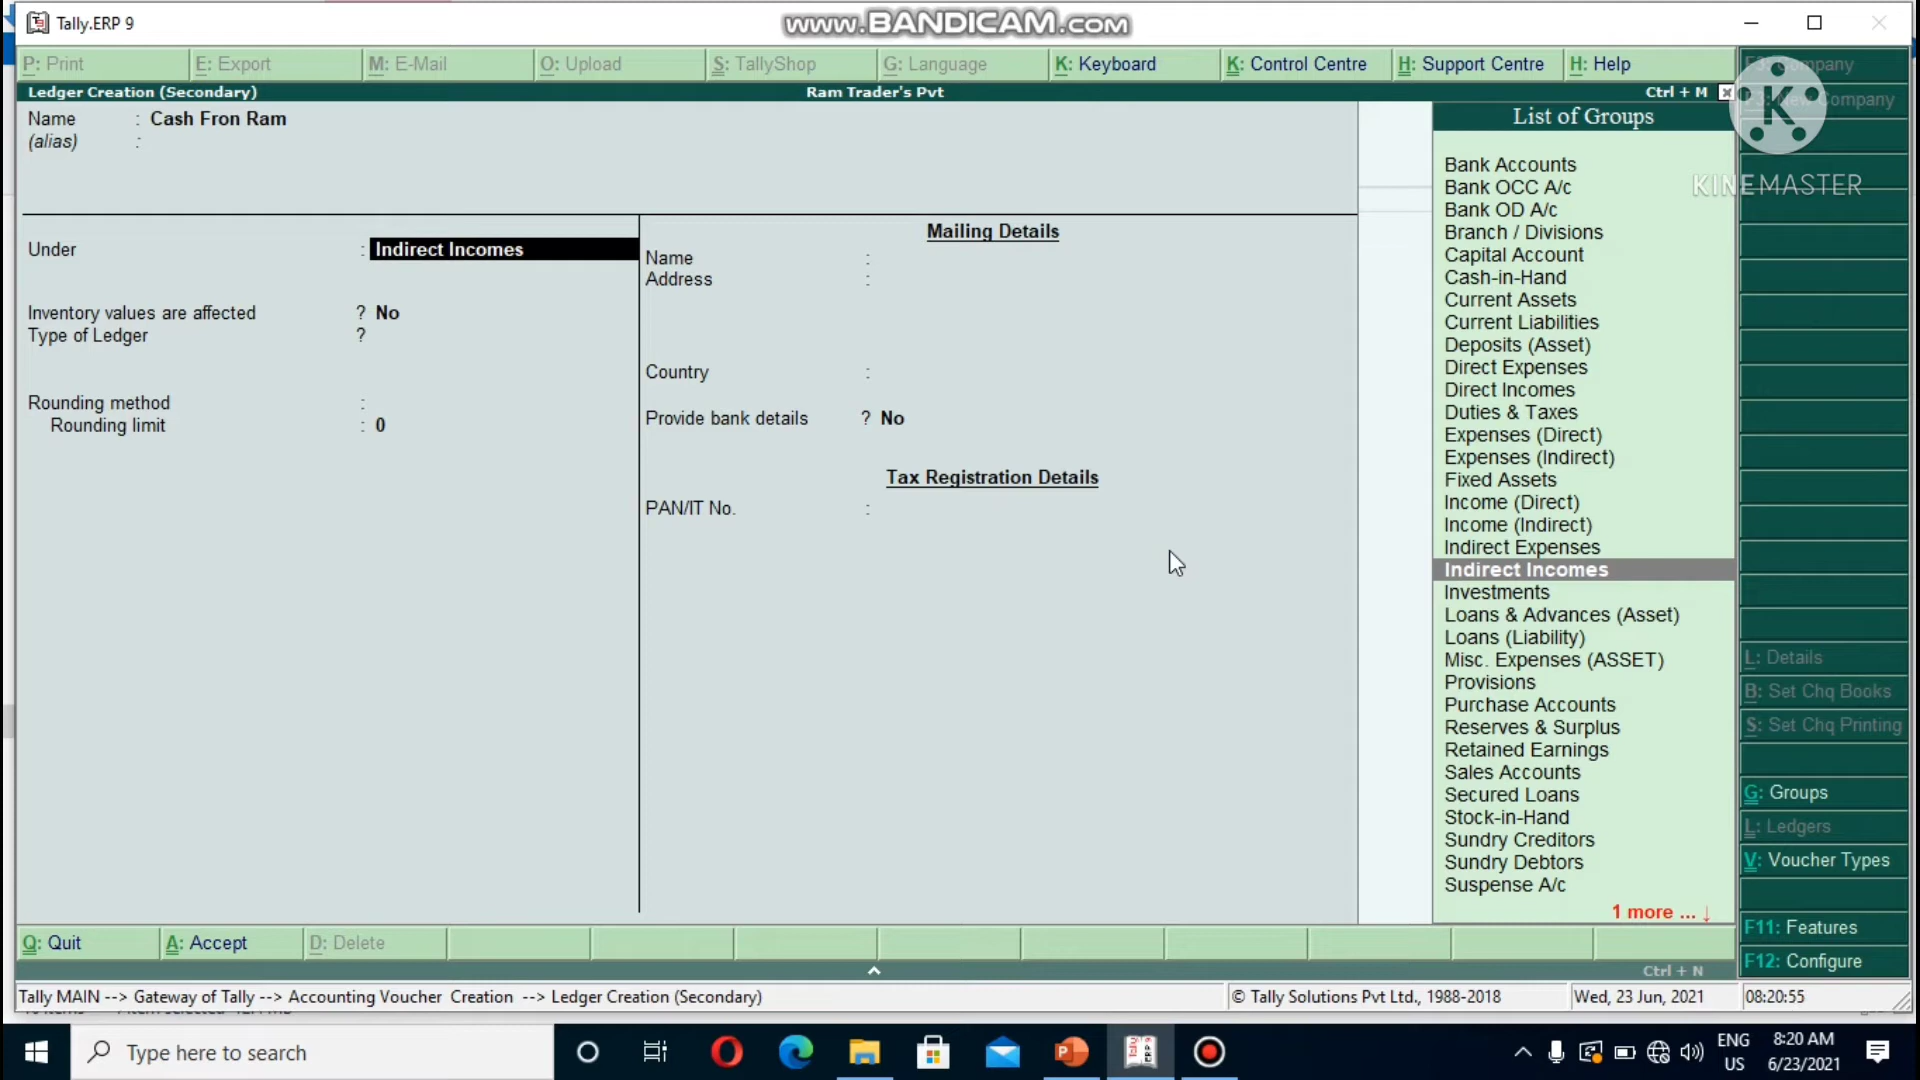 Tally.ERP 9
www.BANDICAM.com
P: Print
E: Export
M: E-Mail
O: Upload
S: TallyShop
G: Language
K: Keyboard
K: Control Centre
H: Support Centre
H: Help
Ledger Creation (Secondary)
Ram Trader's Pvt
Ctrl + M
Name : Cash Fron Ram
(alias) :
Under : Indirect Incomes
Inventory values are affected ? No
Type of Ledger ?
Rounding method :
Rounding limit : 0
Mailing Details
Name :
Address :
Country :
Provide bank details ? No
Tax Registration Details
PAN/IT No. :
List of Groups
Bank Accounts
Bank OCC A/c
Bank OD A/c
Branch / Divisions
Capital Account
Cash-in-Hand
Current Assets
Current Liabilities
Deposits (Asset)
Direct Expenses
Direct Incomes
Duties & Taxes
Expenses (Direct)
Expenses (Indirect)
Fixed Assets
Income (Direct)
Income (Indirect)
Indirect Expenses
Indirect Incomes
Investments
Loans & Advances (Asset)
Loans (Liability)
Misc. Expenses (ASSET)
Provisions
Purchase Accounts
Reserves & Surplus
Retained Earnings
Sales Accounts
Secured Loans
Stock-in-Hand
Sundry Creditors
Sundry Debtors
Suspense A/c
1 more ... ↓
Company
Company
K
KINEMASTER
L: Details
B: Set Chq Books
S: Set Chq Printing
G: Groups
L: Ledgers
V: Voucher Types
F11: Features
F12: Configure
Q: Quit
A: Accept
D: Delete
Ctrl + N
Tally MAIN --> Gateway of Tally --> Accounting Voucher Creation --> Ledger Creation (Secondary)
© Tally Solutions Pvt Ltd., 1988-2018
Wed, 23 Jun, 2021
08:20:55
Type here to search
ENG
US
8:20 AM
6/23/2021